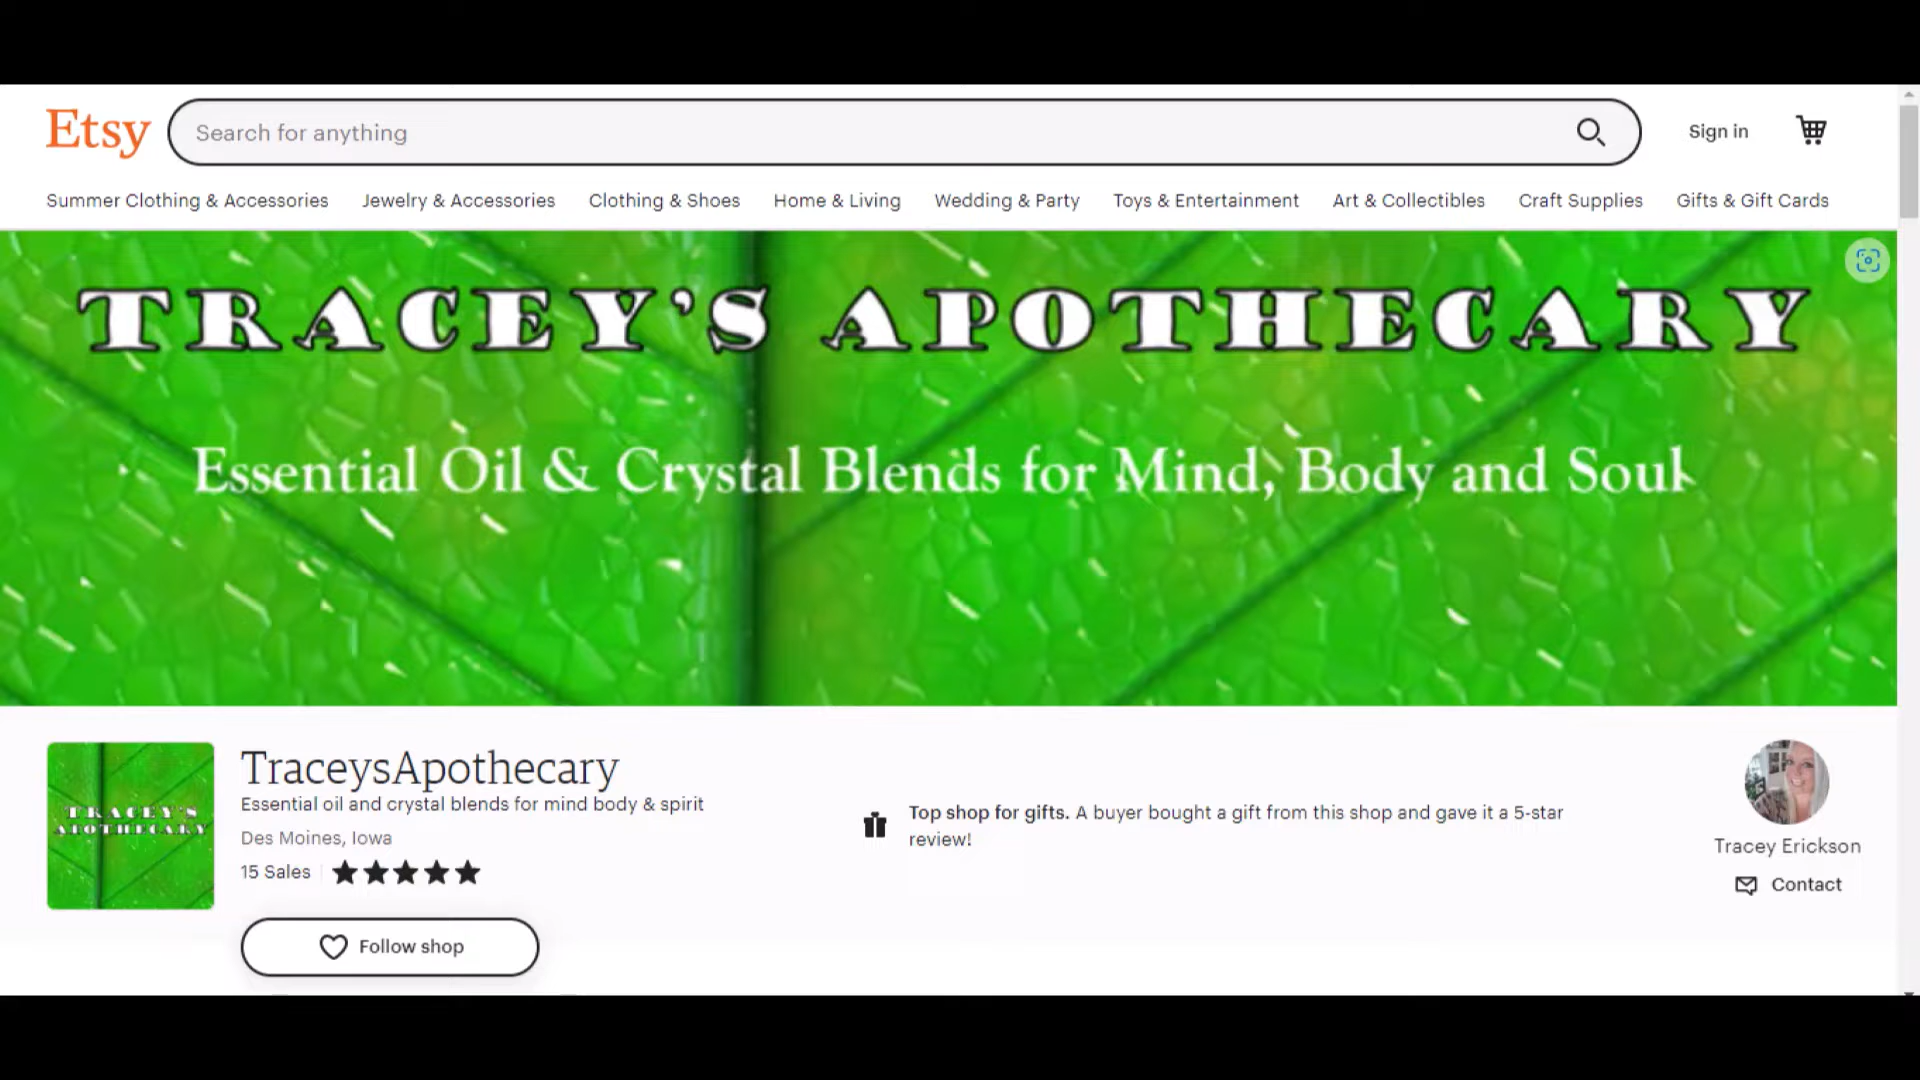 Etsy
Search for anything
Sign in
Summer Clothing & Accessories Jewelry & Accessories Clothing & Shoes Home & Living Wedding & Party Toys & Entertainment Art & Collectibles Craft Supplies Gifts & Gift Cards
TRACEY'S APOTHECARY
Essential Oil & Crystal Blends for Mind, Body and Soul
TRACEY'S
APOTHECARY
TraceysApothecary
Essential oil and crystal blends for mind body & spirit
Des Moines, Iowa
15 Sales
Follow shop
Top shop for gifts. A buyer bought a gift from this shop and gave it a 5-star
review!
Tracey Erickson
Contact